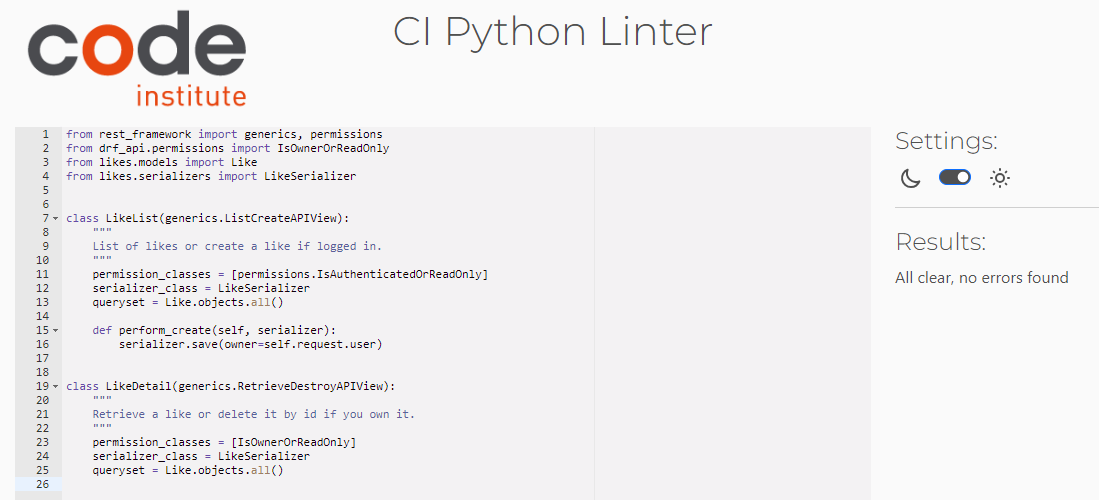 code
institute
CI Python Linter
1 from rest_framework import generics, permissions
2 from drf_api.permissions import IsOwnerOrReadOnly
3 from likes.models import Like
4 from likes.serializers import LikeSerializer
5
6
7 class LikeList(generics.ListCreateAPIView):
8     """
9     List of likes or create a like if logged in.
10     """
11     permission_classes = [permissions.IsAuthenticatedOrReadOnly]
12     serializer_class = LikeSerializer
13     queryset = Like.objects.all()
14
15     def perform_create(self, serializer):
16         serializer.save(owner=self.request.user)
17
18
19 class LikeDetail(generics.RetrieveDestroyAPIView):
20     """
21     Retrieve a like or delete it by id if you own it.
22     """
23     permission_classes = [IsOwnerOrReadOnly]
24     serializer_class = LikeSerializer
25     queryset = Like.objects.all()
26
Settings:
Results:
All clear, no errors found